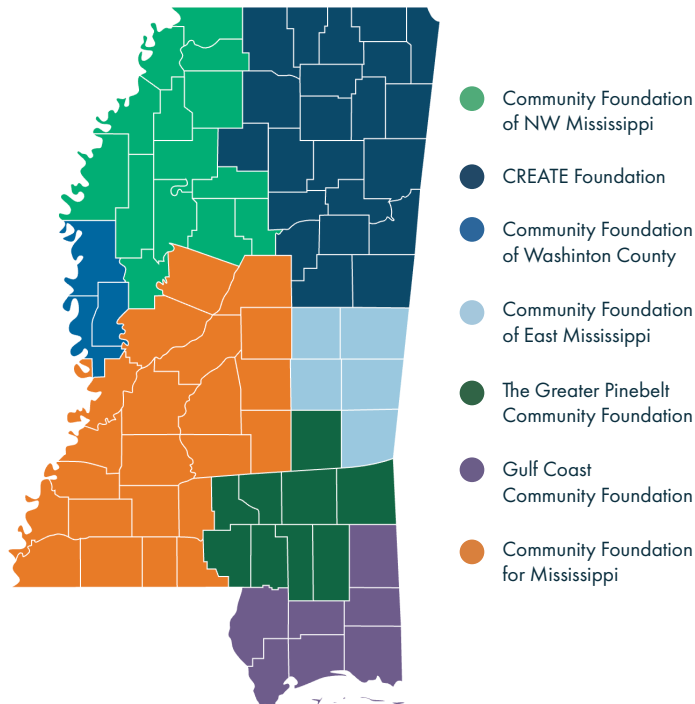 Community Foundation
of NW Mississippi
CREATE Foundation
Community Foundation
of Washinton County
Community Foundation
of East Mississippi
The Greater Pinebelt
Community Foundation
Gulf Coast
Community Foundation
Community Foundation
for Mississippi